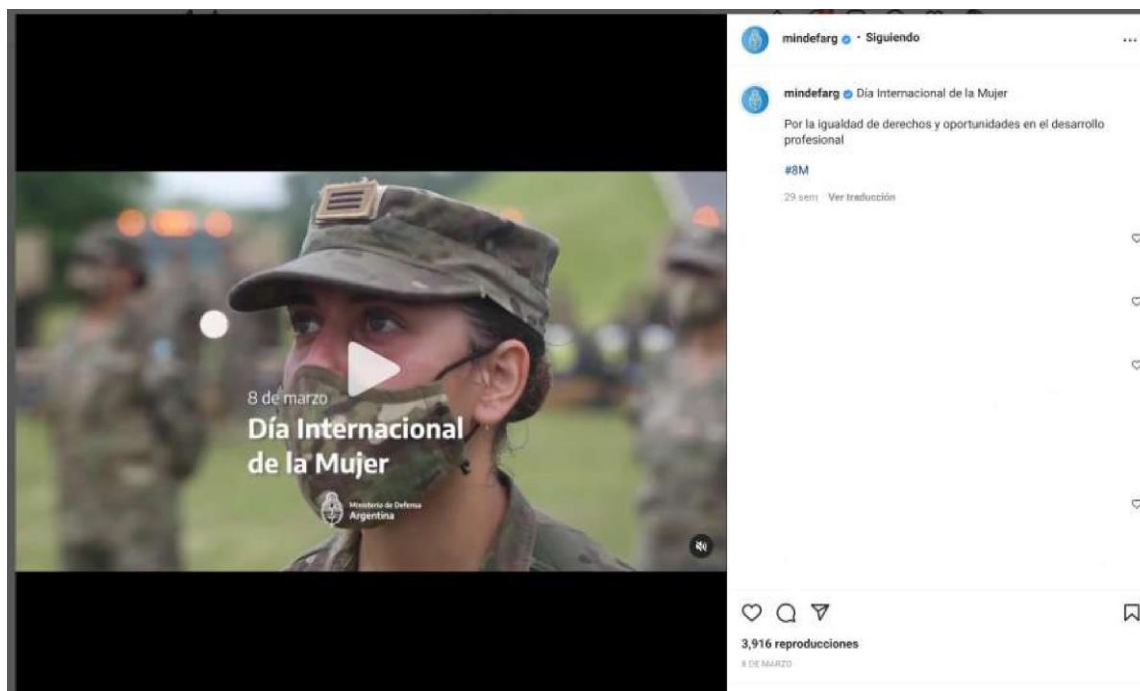 mindefarg • Siguiendo
mindefarg Día Internacional de la Mujer
Por la igualdad de derechos y oportunidades en el desarrollo
profesional
#8M
29 sem Ver traducción
8 de marzo
Día Internacional
de la Mujer
Ministerio de Defensa
Argentina
3,916 reproducciones
8 DE MARZO